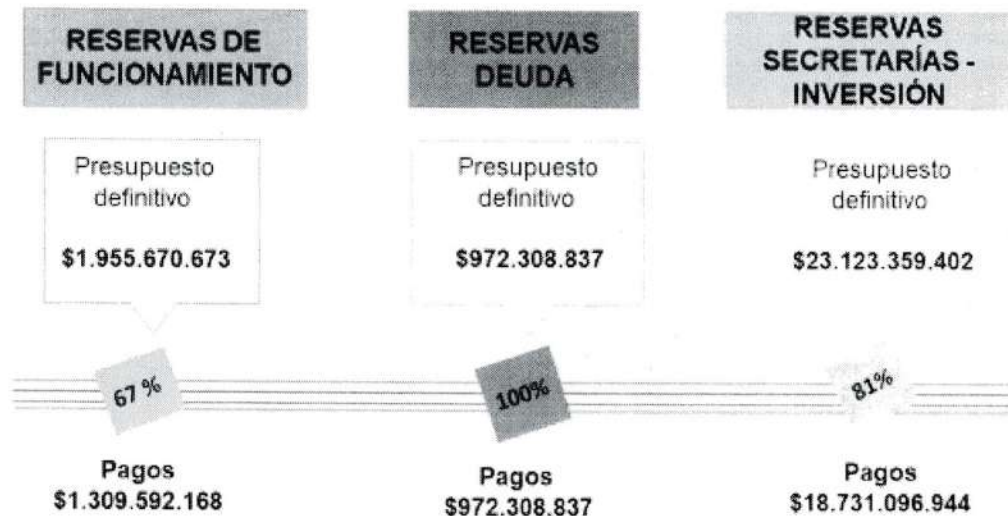 RESERVAS DE
FUNCIONAMIENTO
Presupuesto
definitivo
$1.955.670.673
67 %
Pagos
$1.309.592.168
RESERVAS
DEUDA
Presupuesto
definitivo
$972.308.837
100%
Pagos
$972.308.837
RESERVAS
SECRETARÍAS -
INVERSIÓN
Presupuesto
definitivo
$23.123.359.402
81%
Pagos
$18.731.096.944